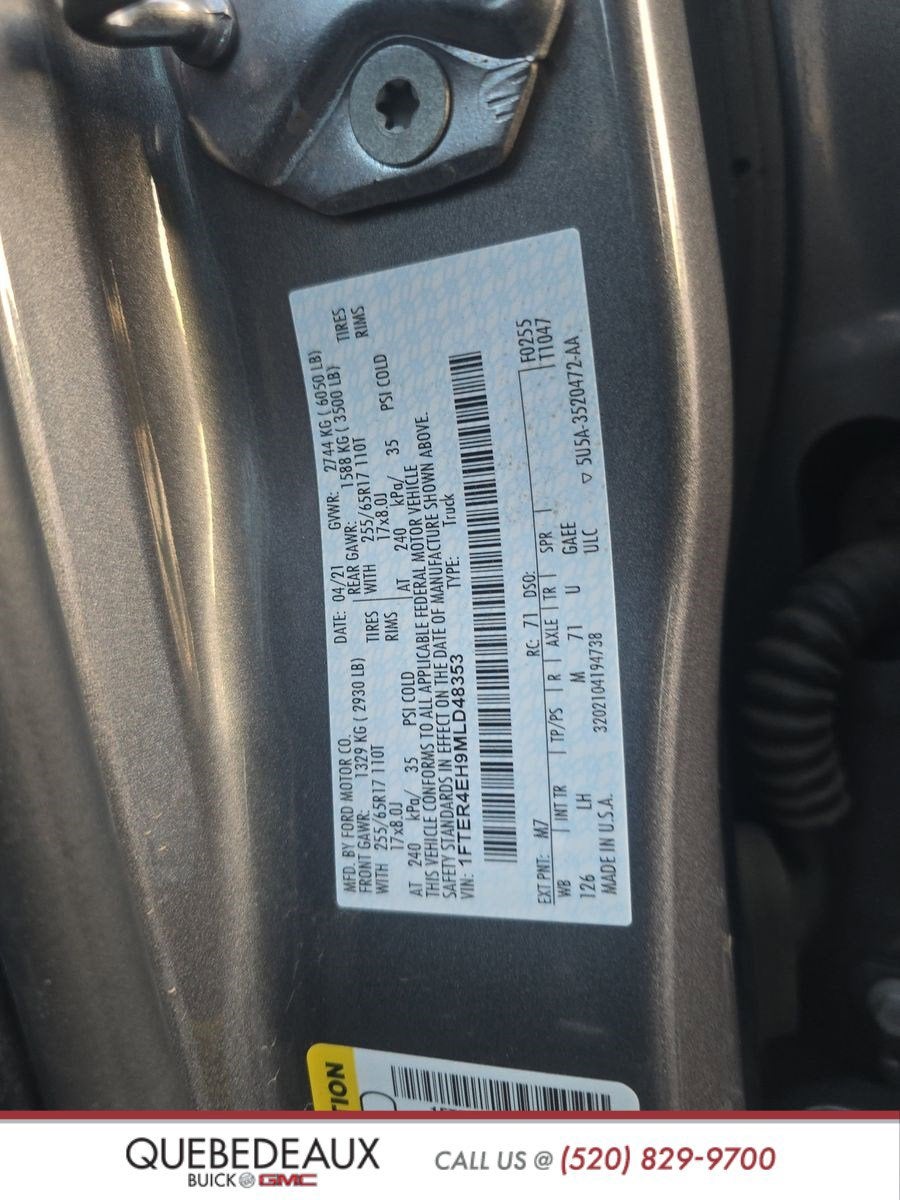 MFD. BY FORD MOTOR CO. DATE: 04/21 GVWR: 2744 KG ( 6050 LB)
FRONT GAWR: 1329 KG ( 2930 LB) REAR GAWR: 1588 KG ( 3500 LB)
WITH 255/65R17 110T TIRES WITH 255/65R17 110T TIRES
17x8.0J RIMS 17x8.0J RIMS
AT 240 kPa/ 35 PSI COLD AT 240 kPa/ 35 PSI COLD
THIS VEHICLE CONFORMS TO ALL APPLICABLE FEDERAL MOTOR VEHICLE
SAFETY STANDARDS IN EFFECT ON THE DATE OF MANUFACTURE SHOWN ABOVE.
VIN: 1FTER4EH9MLD48353 TYPE: Truck
F0255
T1047
EXT PNT: M7 RC: 71 DSO:
WB INT TR TP/PS R AXLE TR SPR
126 LH M 71 U GAEE
ULC
MADE IN U.S.A. 3202104194738 5U5A-3520472-AA
QUEBEDEAUX
BUICK GMC
CALL US @ (520) 829-9700